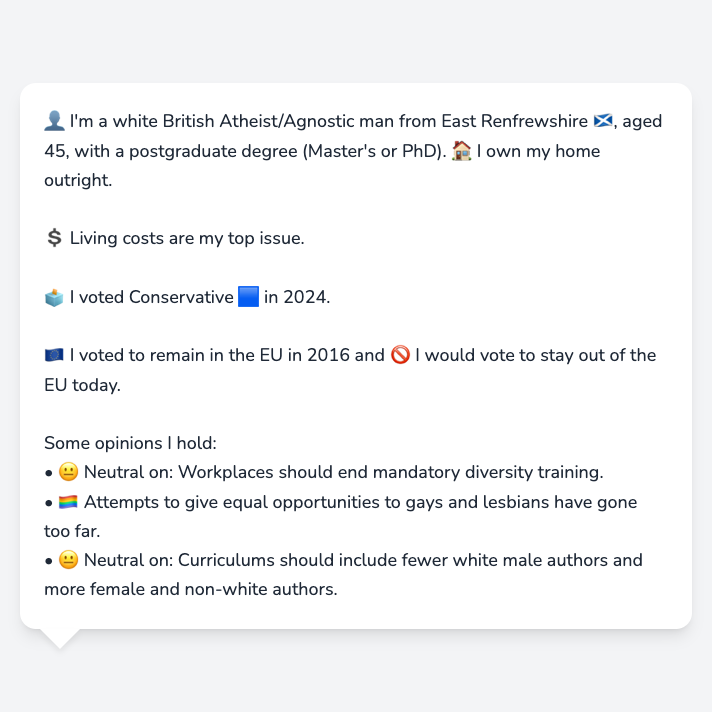 👤 I'm a white British Atheist/Agnostic man from East Renfrewshire 🏴󠁧󠁢󠁳󠁣󠁴󠁿, aged
45, with a postgraduate degree (Master's or PhD). 🏠 I own my home
outright.
💲 Living costs are my top issue.
🗳️ I voted Conservative 🟦 in 2024.
🇪🇺 I voted to remain in the EU in 2016 and 🚫 I would vote to stay out of the
EU today.
Some opinions I hold:
• 😐 Neutral on: Workplaces should end mandatory diversity training.
• 🏳️‍🌈 Attempts to give equal opportunities to gays and lesbians have gone
too far.
• 😐 Neutral on: Curriculums should include fewer white male authors and
more female and non-white authors.